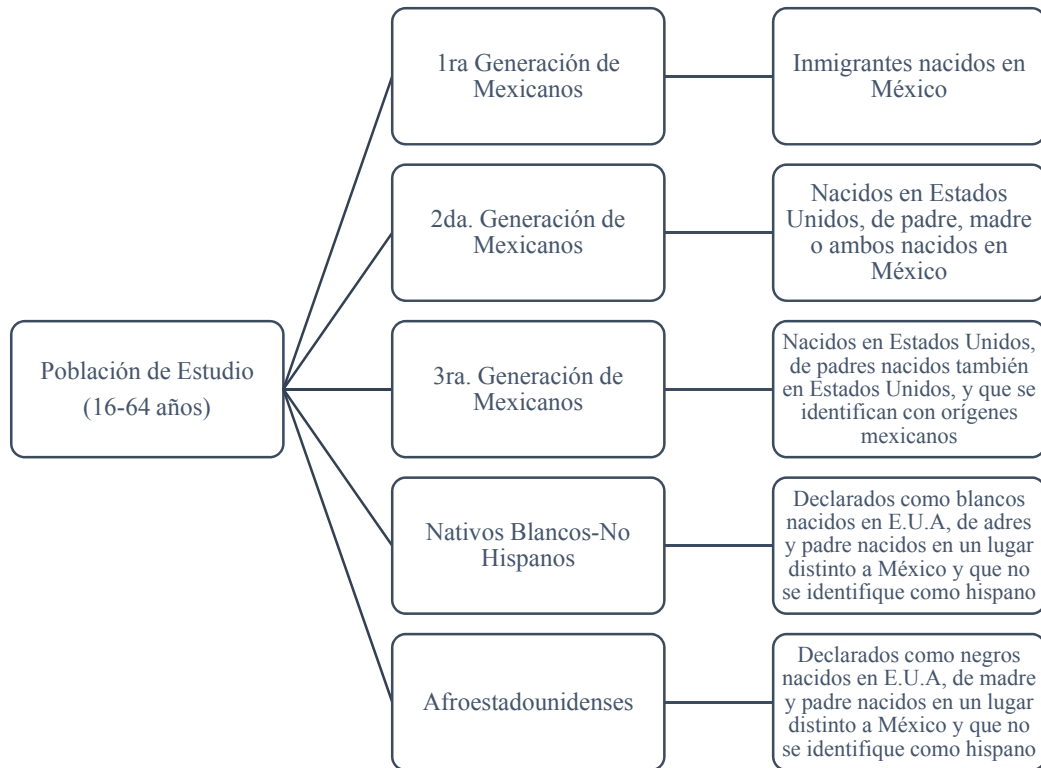 1ra Generación de
Mexicanos
Inmigrantes nacidos en
México
2da. Generación de
Mexicanos
Nacidos en Estados
Unidos, de padre, madre
o ambos nacidos en
México
Población de Estudio
(16-64 años)
3ra. Generación de
Mexicanos
Nacidos en Estados Unidos,
de padres nacidos también
en Estados Unidos, y que se
identifican con orígenes
mexicanos
Nativos Blancos-No
Hispanos
Declarados como blancos
nacidos en E.U.A, de adres
y padre nacidos en un lugar
distinto a México y que no
se identifique como hispano
Afroestadounidenses
Declarados como negros
nacidos en E.U.A, de madre
y padre nacidos en un lugar
distinto a México y que no
se identifique como hispano